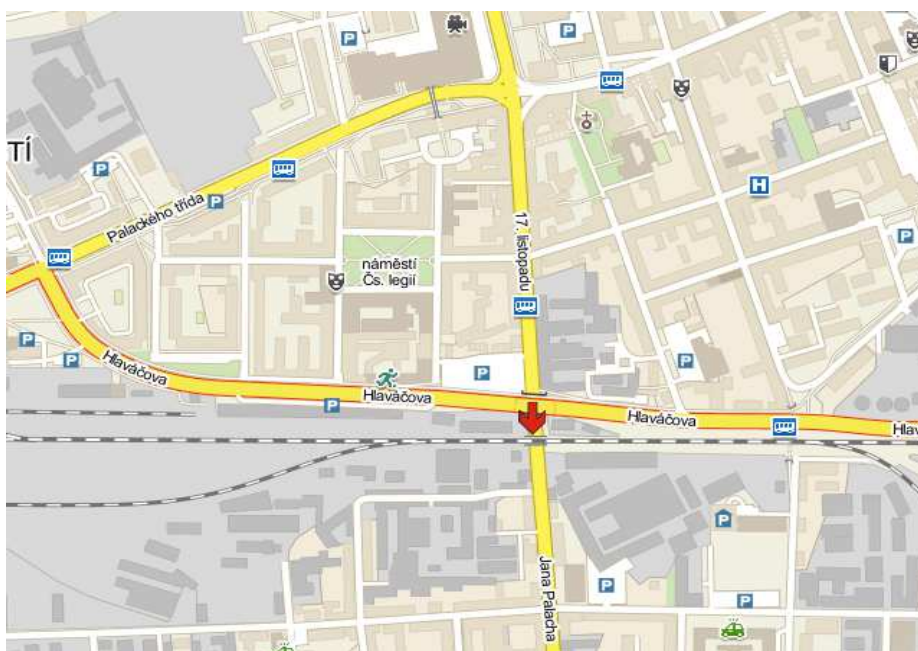 P
P
TÍ
P
H
Palackého třída
P
17. listopadu
P
náměstí
Čs. legií
P
P
Hlaváčova
P
P
Hlaváčova
P
Hlaváčova
Hlav
P
Jana Palacha
P
P
P